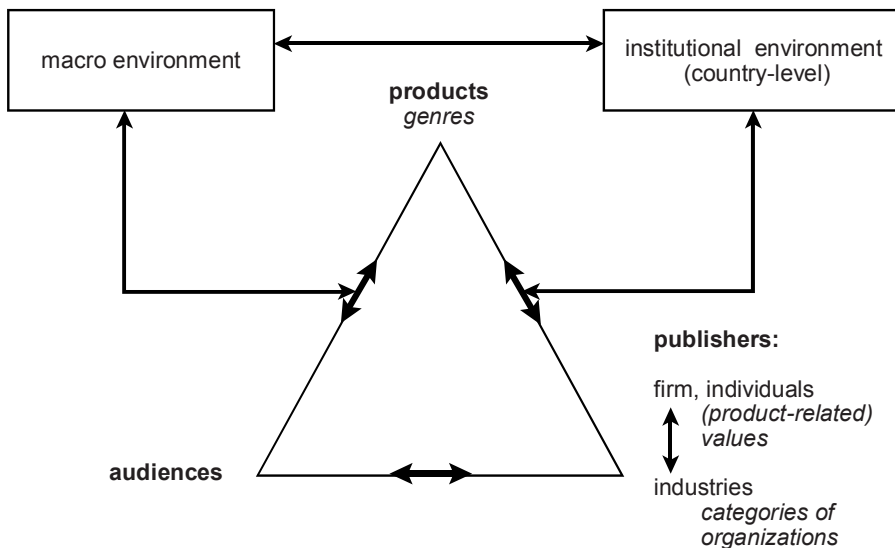 macro environment
institutional environment
(country-level)
products
genres
publishers:
firm, individuals
(product-related)
values
audiences
industries
categories of
organizations